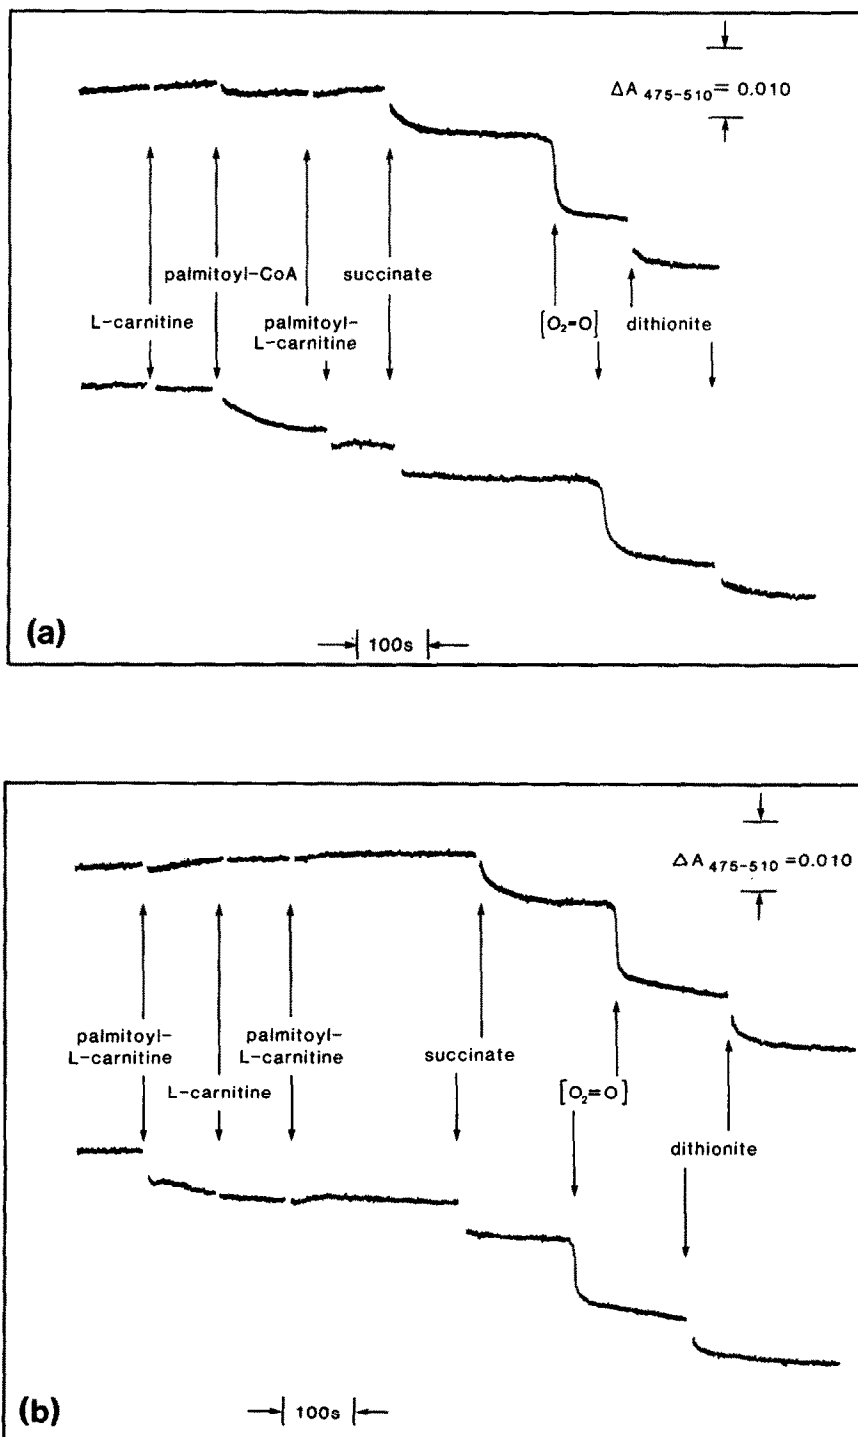 ΔA 475-510 = 0.010
palmitoyl-CoA
succinate
L-carnitine
palmitoyl-
L-carnitine
[O₂=O]
dithionite
(a)
100s
ΔA 475-510 =0.010
palmitoyl-
L-carnitine
palmitoyl-
L-carnitine
succinate
L-carnitine
[O₂=O]
dithionite
(b)
100s